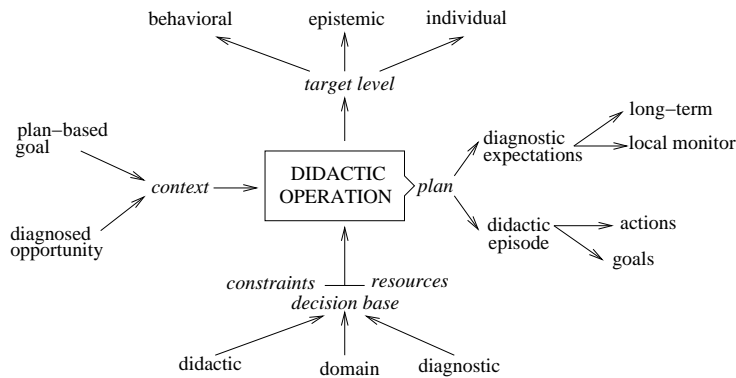 behavioral
epistemic
individual
target level
plan−based
goal
context
diagnosed
opportunity
DIDACTIC
OPERATION
plan
diagnostic
expectations
long−term
local monitor
didactic
episode
actions
goals
constraints
resources
decision base
didactic
domain
diagnostic